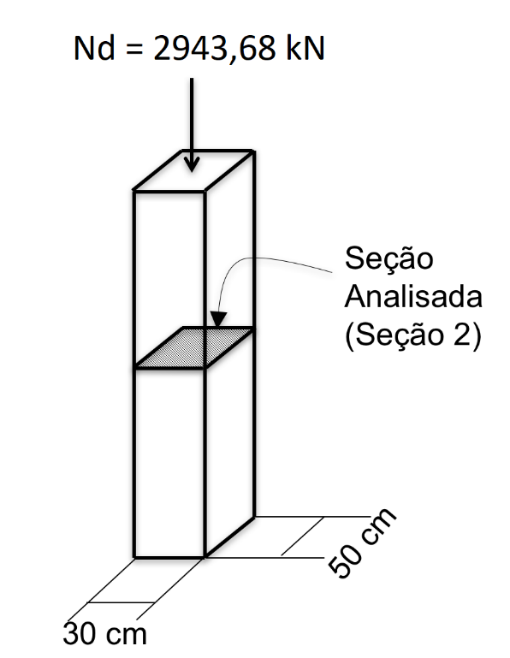 Nd = 2943,68 kN
Seção
Analisada
(Seção 2)
50 cm
30 cm